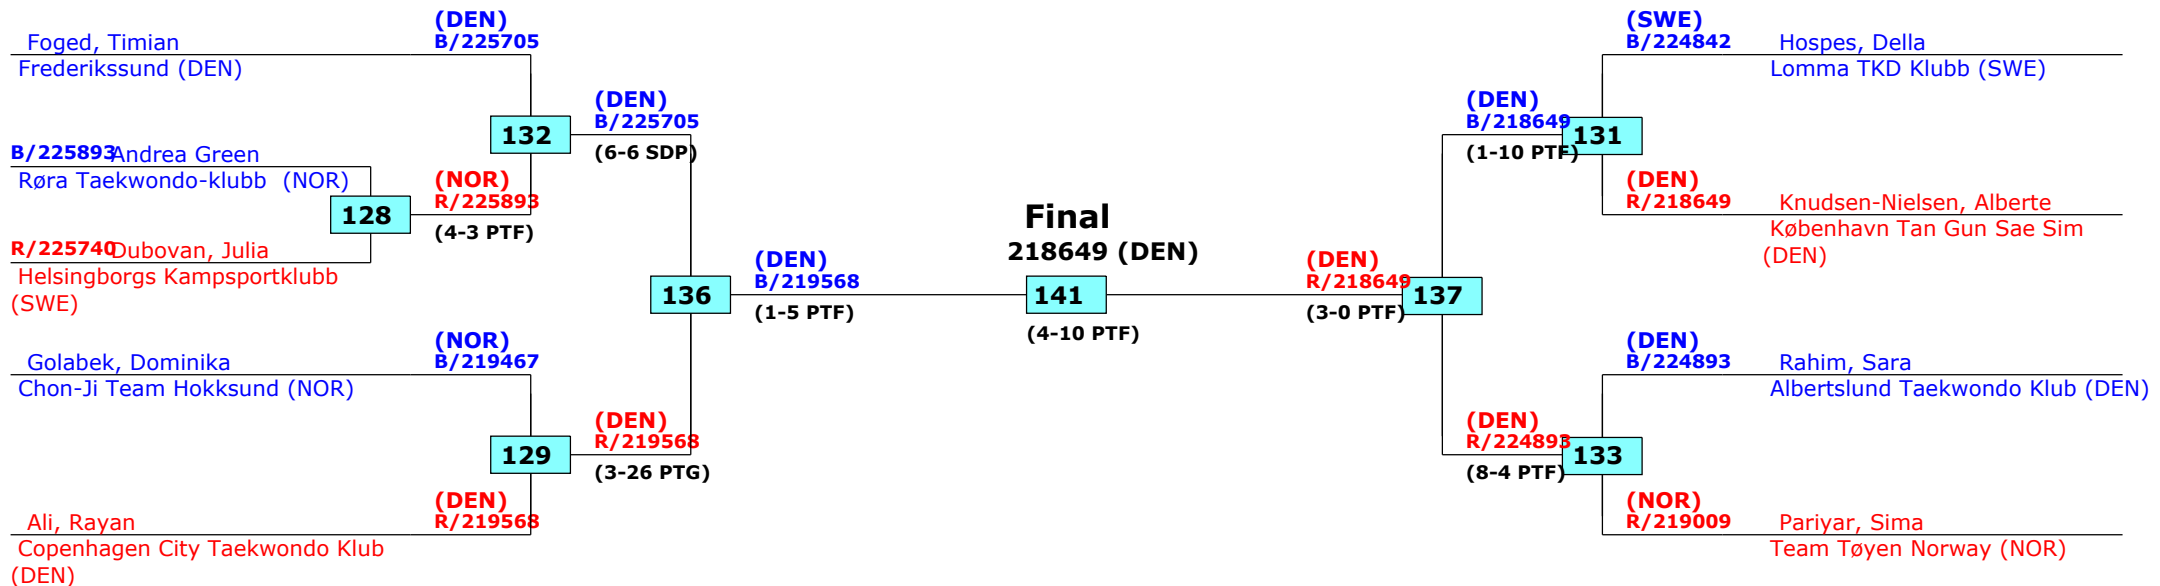 (DEN)
B/225705
Foged, Timian
Frederikssund (DEN)
(DEN)
B/225705
132
(6-6 SDP)
B/225893 Andrea Green
Røra Taekwondo-klubb (NOR)
(NOR)
R/225893
128
(4-3 PTF)
R/225740 Dubovan, Julia
Helsingborgs Kampsportklubb
(SWE)
136
(DEN)
B/219568
(1-5 PTF)
(NOR)
B/219467
Golabek, Dominika
Chon-Ji Team Hokksund (NOR)
(DEN)
R/219568
129
(3-26 PTG)
(DEN)
R/219568
Ali, Rayan
Copenhagen City Taekwondo Klub
(DEN)
Final
218649 (DEN)
141
(4-10 PTF)
(DEN)
R/218649
137
(3-0 PTF)
(SWE)
B/224842
Hospes, Della
Lomma TKD Klubb (SWE)
(DEN)
B/218649
131
(1-10 PTF)
(DEN)
R/218649
Knudsen-Nielsen, Alberte
København Tan Gun Sae Sim
(DEN)
(DEN)
B/224893
Rahim, Sara
Albertslund Taekwondo Klub (DEN)
(DEN)
R/224893
133
(8-4 PTF)
(NOR)
R/219009
Pariyar, Sima
Team Tøyen Norway (NOR)